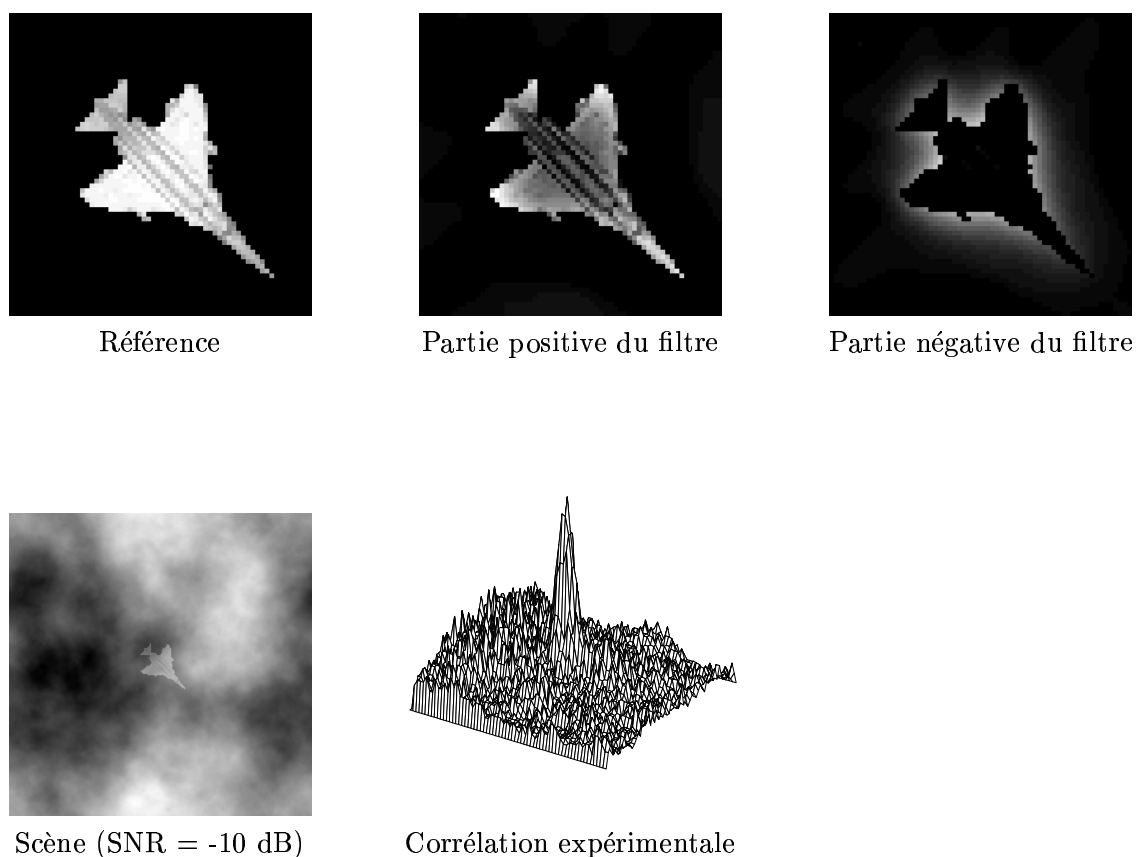 Référence
Partie positive du filtre
Partie négative du filtre
Scène (SNR = -10 dB)
Corrélation expérimentale